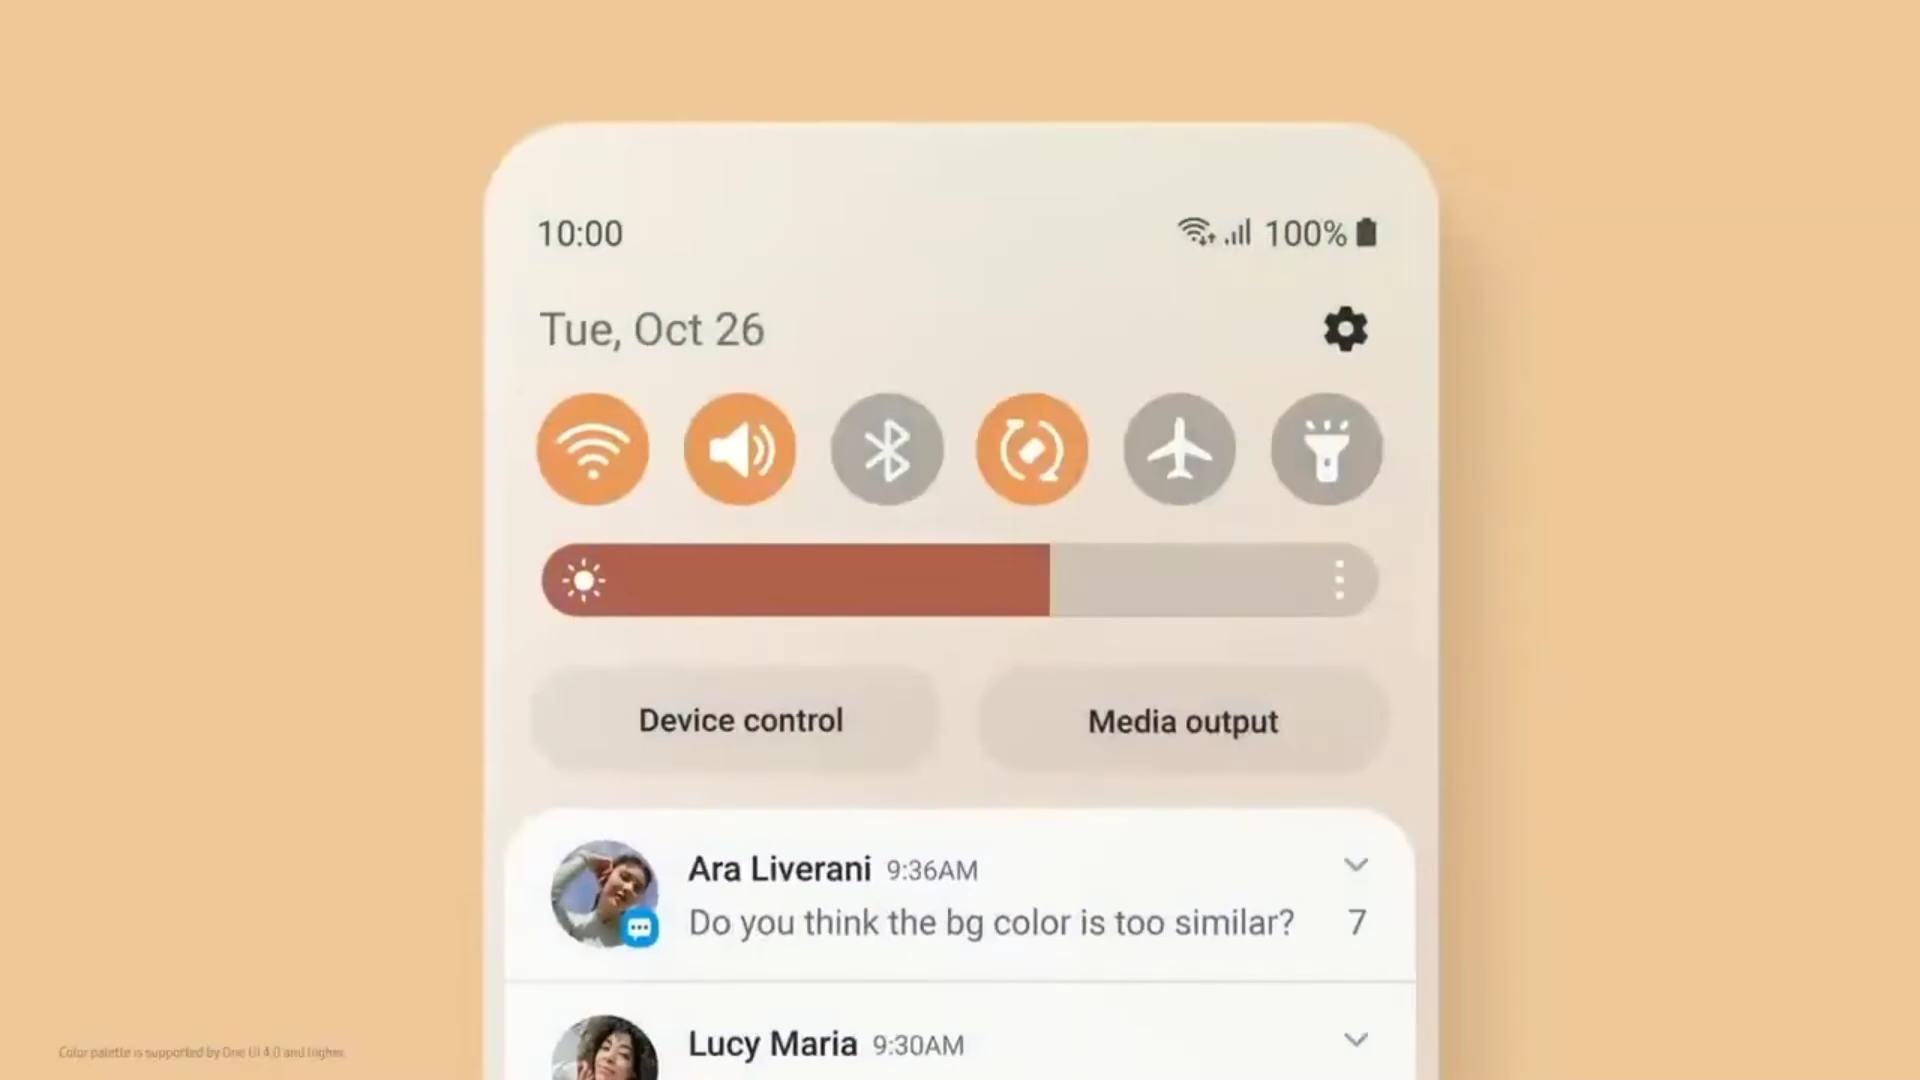 10:00 100%
Tue, Oct 26
Device control Media output
Ara Liverani 9:36AM
Do you think the bg color is too similar? 7
Lucy Maria 9:30AM
Color palette is supported by One UI 4.0 and higher.